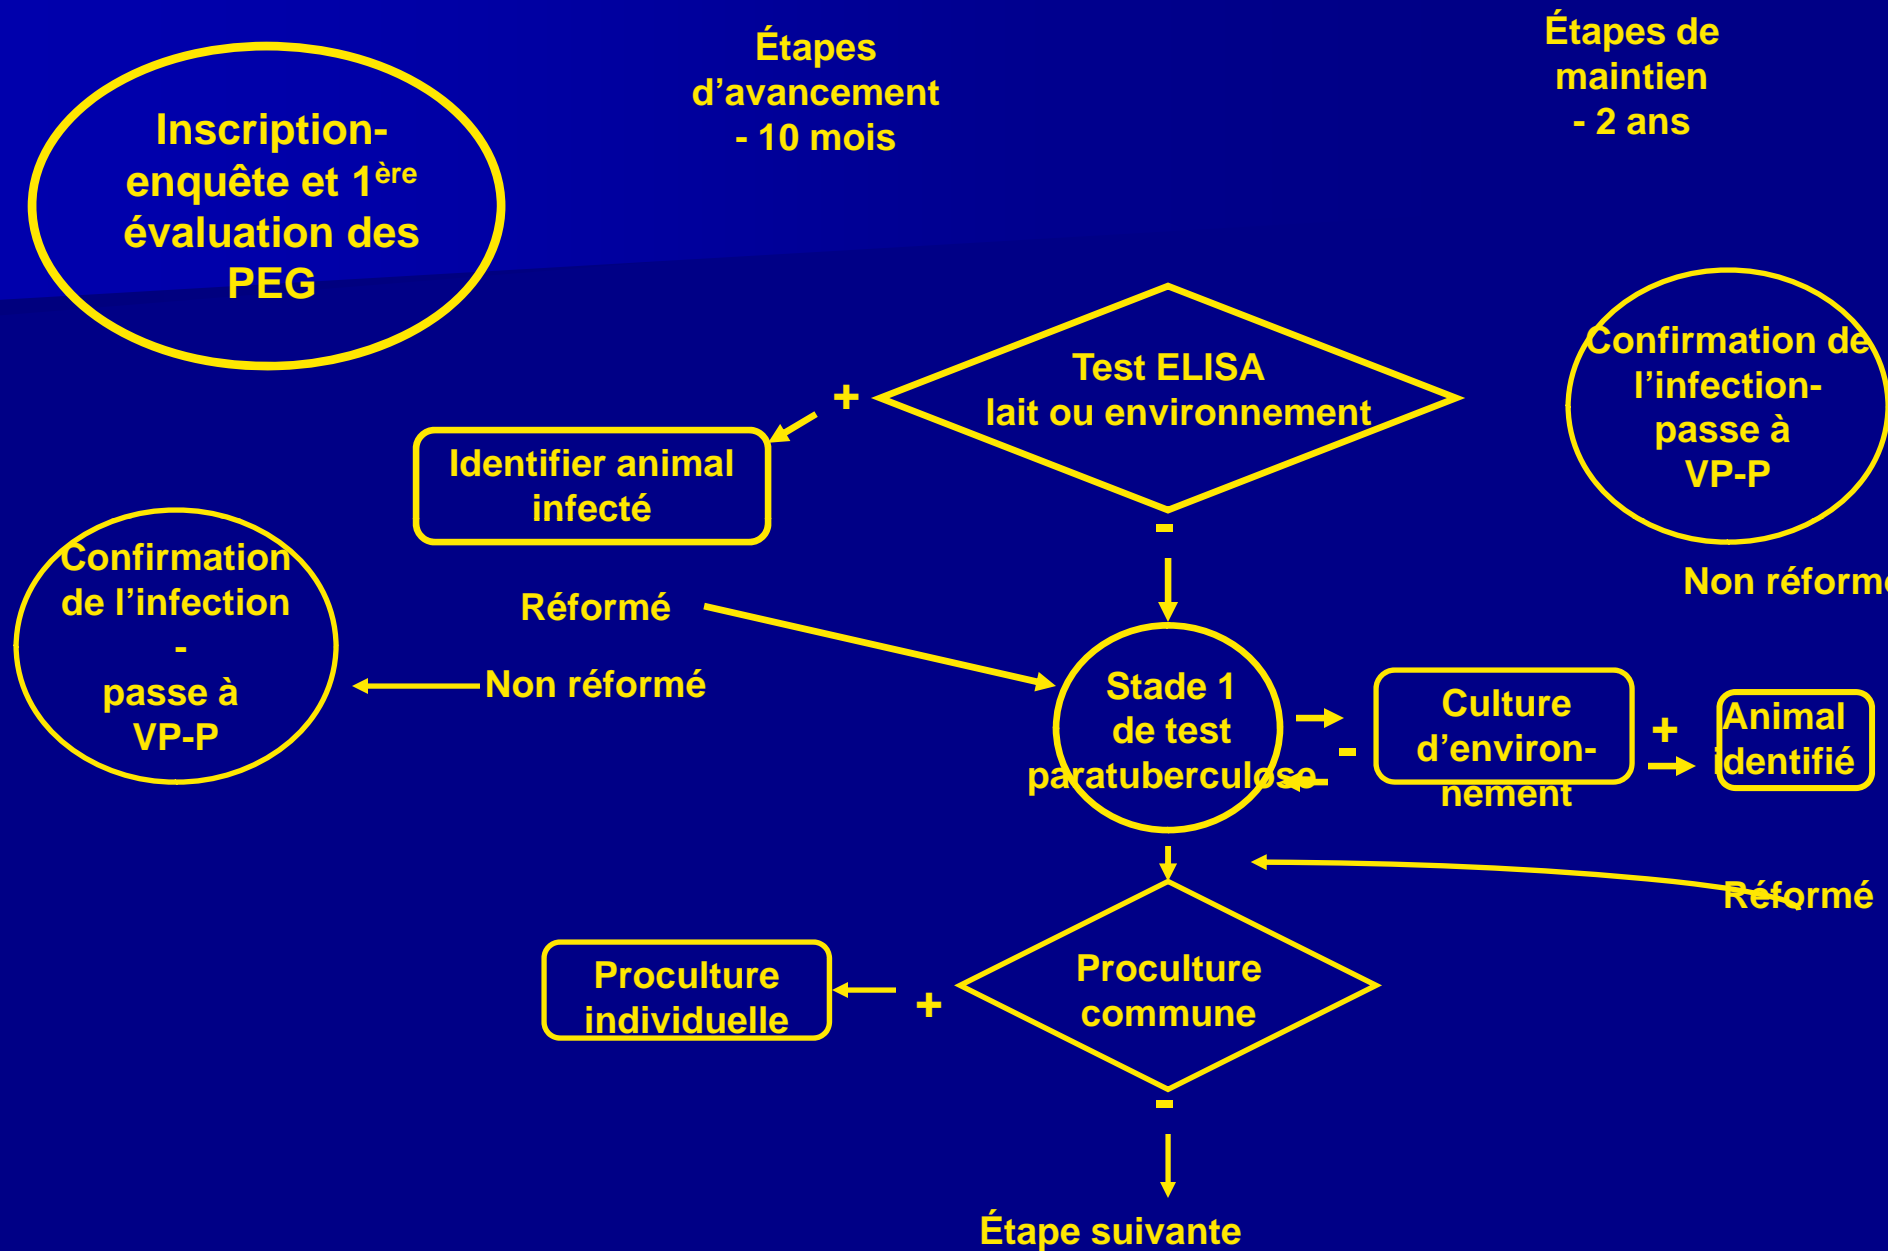 Étapes
d’avancement
- 10 mois
Étapes de
maintien
- 2 ans
Inscription-
enquête et 1ère
évaluation des
PEG
Test ELISA
lait ou environnement
+
-
Confirmation de
l’infection-
passe à
VP-P
Identifier animal
infecté
Confirmation
de l’infection
-
passe à
VP-P
Réformé
Non réformé
Non réformé
Stade 1
de test
paratuberculose
-
Culture
d’environ-
nement
+
Animal
identifié
Réformé
Proculture
individuelle
+
Proculture
commune
-
Étape suivante